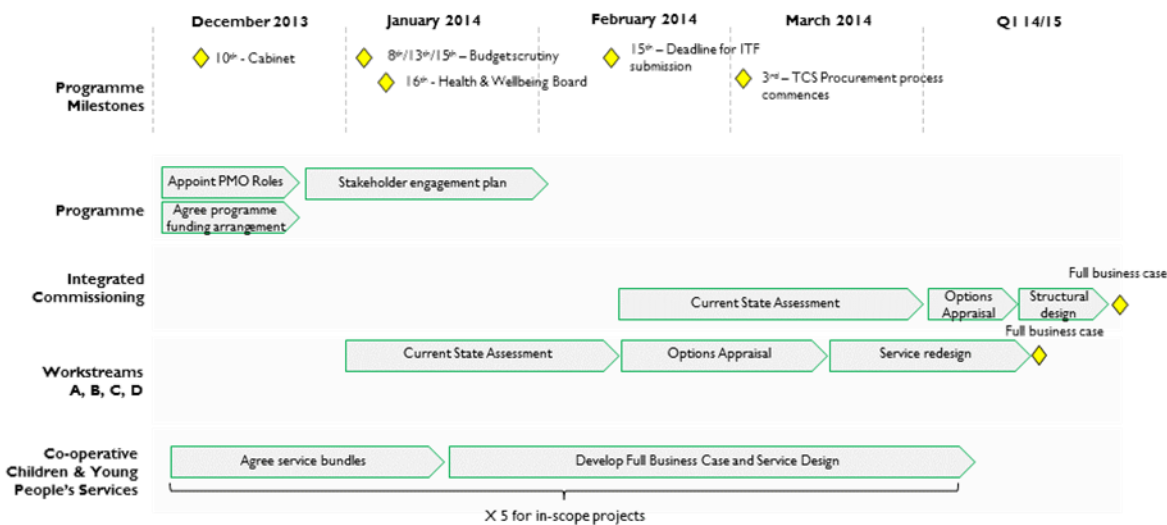 December 2013
January 2014
February 2014
March 2014
Q1 14/15
Programme
Milestones
10th - Cabinet
8th/13th/15th – Budget scrutiny
16th - Health & Wellbeing Board
15th – Deadline for ITF
submission
3rd – TCS Procurement process
commences
Programme
Appoint PMO Roles
Stakeholder engagement plan
Agree programme
funding arrangement
Integrated
Commissioning
Current State Assessment
Options
Appraisal
Structural
design
Full business case
Workstreams
A, B, C, D
Current State Assessment
Options Appraisal
Service redesign
Full business case
Co-operative
Children & Young
People's Services
Agree service bundles
Develop Full Business Case and Service Design
X 5 for in-scope projects